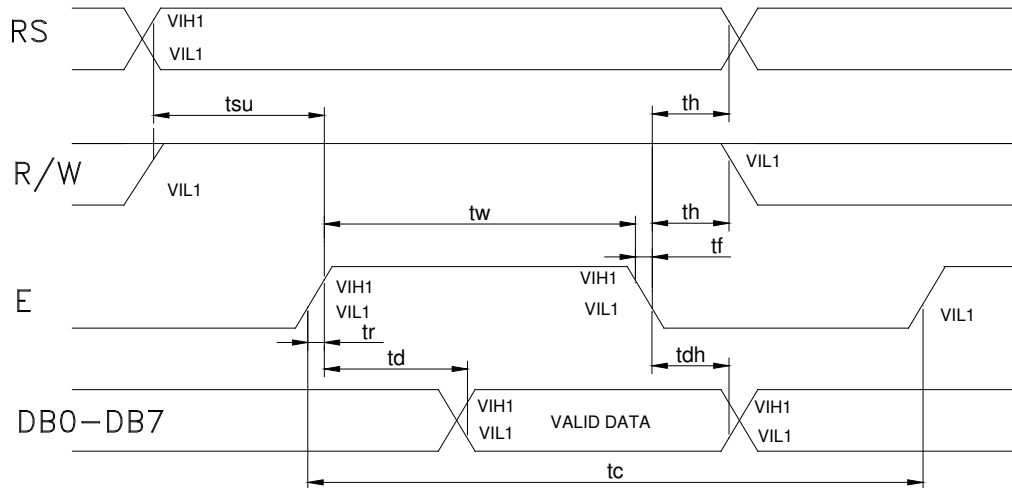 RS VIH1
VIL1
tsu th
R/W VIL1 VIL1
tw th
tf
E VIH1 VIH1
VIL1 VIL1 VIL1
tr
td tdh
DB0-DB7 VIH1 VALID DATA VIH1
VIL1 VIL1
tc